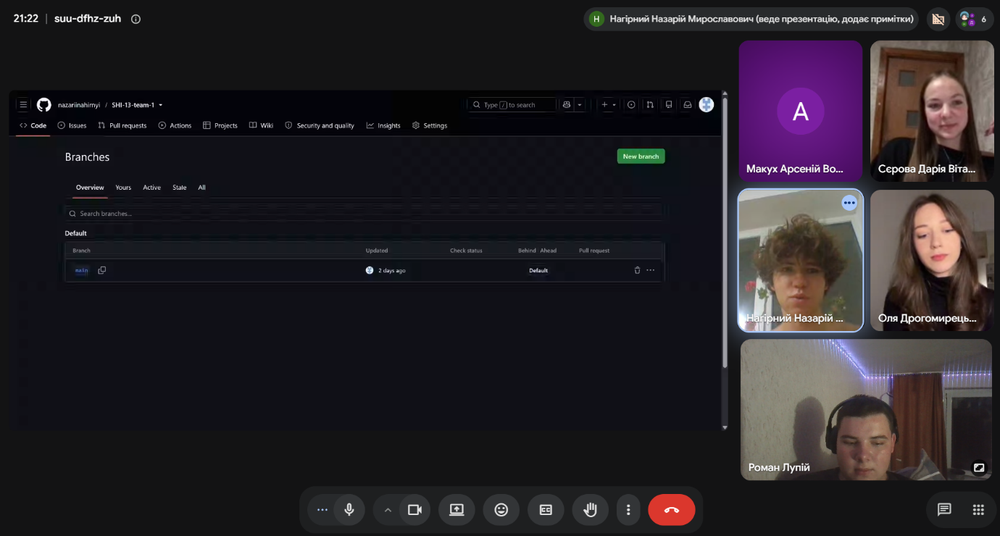 21:22 | suu-dfhz-zuh
Н Нагірний Назарій Мирославович (веде презентацію, додає примітки)
6
nazariinahirnyi / SHI-13-team-1
Type / to search
Code Issues Pull requests Actions Projects Wiki Security and quality Insights Settings
Branches
New branch
Overview Yours Active Stale All
Search branches...
Default
Branch Updated Check status Behind Ahead Pull request
main 2 days ago Default
А
Макух Арсеній Во...
Сєрова Дарія Віта...
Нагірний Назарій ...
Оля Дрогомирець...
Роман Лупій